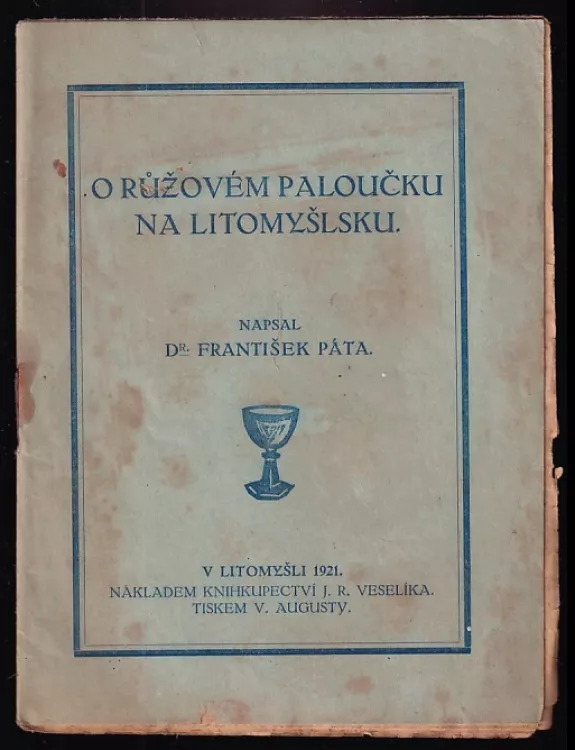 O RŮŽOVÉM PALOUČKU
NA LITOMYŠLSKU.
NAPSAL
DR. FRANTIŠEK PÁTA.
V LITOMYŠLI 1921.
NÁKLADEM KNIHKUPECTVÍ J. R. VESELÍKA.
TISKEM V. AUGUSTY.